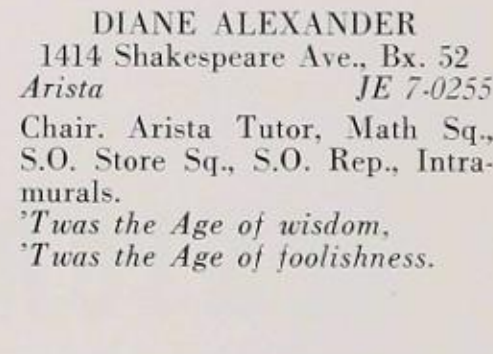 DIANE ALEXANDER
1414 Shakespeare Ave., Bx. 52
Arista JE 7-0255
Chair. Arista Tutor, Math Sq.,
S.O. Store Sq., S.O. Rep., Intra-
murals.
'Twas the Age of wisdom,
'Twas the Age of foolishness.